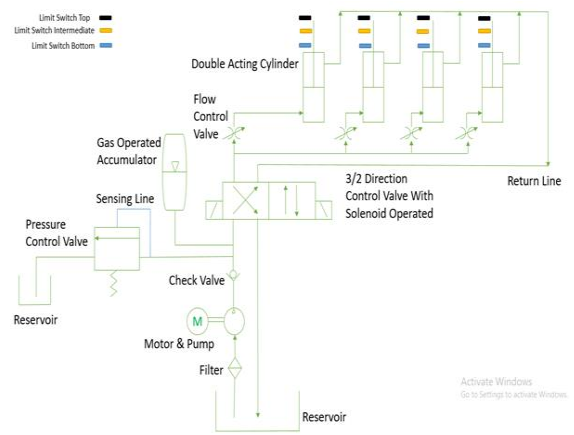 Limit Switch Top
Limit Switch Intermediate
Limit Switch Bottom
Double Acting Cylinder
Flow
Control
Valve
Gas Operated
Accumulator
3/2 Direction
Control Valve With
Solenoid Operated
Return Line
Sensing Line
Pressure
Control Valve
Check Valve
Reservoir
M
Motor & Pump
Filter
Reservoir
Activate Windows
Go to Settings to activate Windows